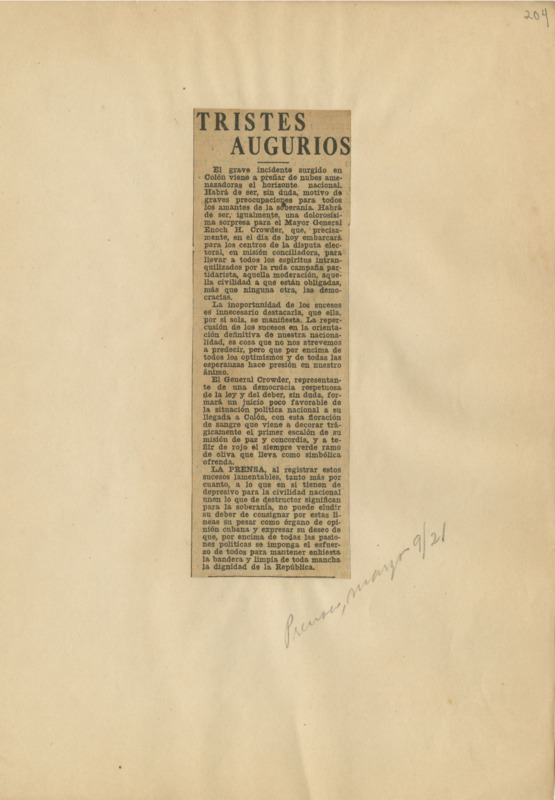 204
TRISTES
AUGURIOS
El grave incidente surgido en
Colón viene a preñar de nubes ame-
nazadoras el horizonte nacional.
Habrá de ser, sin duda, motivo de
graves preocupaciones para todos
los amantes de la soberanía. Habrá
de ser, igualmente, una dolorosísi-
ma sorpresa para el Mayor General
Enoch H. Crowder, que, precisa-
mente, en el día de hoy embarcará
para los centros de la disputa elec-
toral, en misión conciliadora, para
llevar a todos los espíritus intran-
quilizados por la ruda campaña par-
tidarista, aquella moderación, aque-
lla civilidad a que están obligadas,
más que ninguna otra, las demo-
cracias.
La inoportunidad de los sucesos
es innecesario destacarla, que ella,
por si sola, se manifiesta. La reper-
cusión de los sucesos en la orienta-
ción definitiva de nuestra naciona-
lidad, es cosa que no nos atrevemos
a predecir, pero que por encima de
todos los optimismos y de todas las
esperanzas hace presión en nuestro
ánimo.
El General Crowder, representan-
te de una democracia respetuosa
de la ley y del deber, sin duda, for-
mará un juicio poco favorable de
la situación política nacional a su
llegada a Colón, con esta floración
de sangre que viene a decorar trá-
gicamente el primer escalón de su
misión de paz y concordia, y a te-
ñir de rojo el siempre verde ramo
de oliva que lleva como simbólica
ofrenda.
LA PRENSA, al registrar estos
sucesos lamentables, tanto más por
cuanto, a lo que en sí tienen de
depresivo para la civilidad nacional
unen lo que de destructor significan
para la soberanía, no puede eludir
su deber de consignar por estas lí-
neas su pesar como órgano de opi-
nión cubana y expresar su deseo de
que, por encima de todas las pasio-
nes políticas se imponga el esfuer-
zo de todos para mantener enhiesta
la bandera y limpia de toda mancha
la dignidad de la República.
Prensa, marzo 9/21